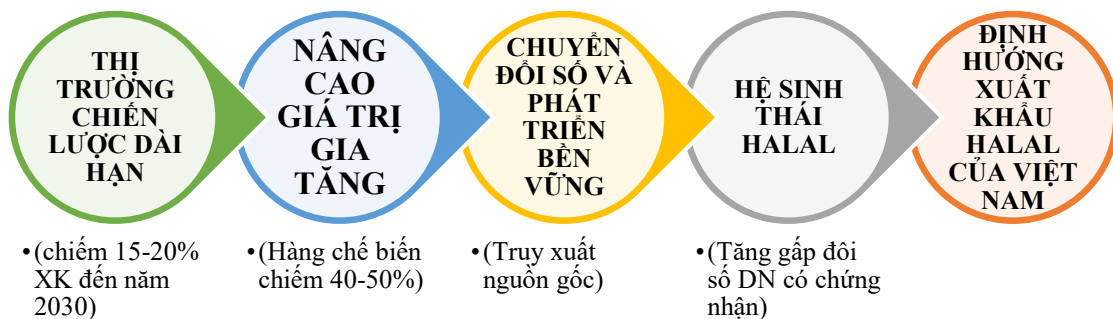 THỊ
TRƯỜNG
CHIẾN
LƯỢC DÀI
HẠN
NÂNG
CAO
GIÁ TRỊ
GIA
TĂNG
CHUYỂN
ĐỔI SỐ VÀ
PHÁT
TRIỂN
BỀN
VỮNG
HỆ SINH
THÁI
HALAL
ĐỊNH
HƯỚNG
XUẤT
KHẨU
HALAL
CỦA VIỆT
NAM
•(chiếm 15-20%
XK đến năm
2030)
•(Hàng chế biến
chiếm 40-50%)
•(Truy xuất
nguồn gốc)
•(Tăng gấp đôi
số DN có chứng
nhận)